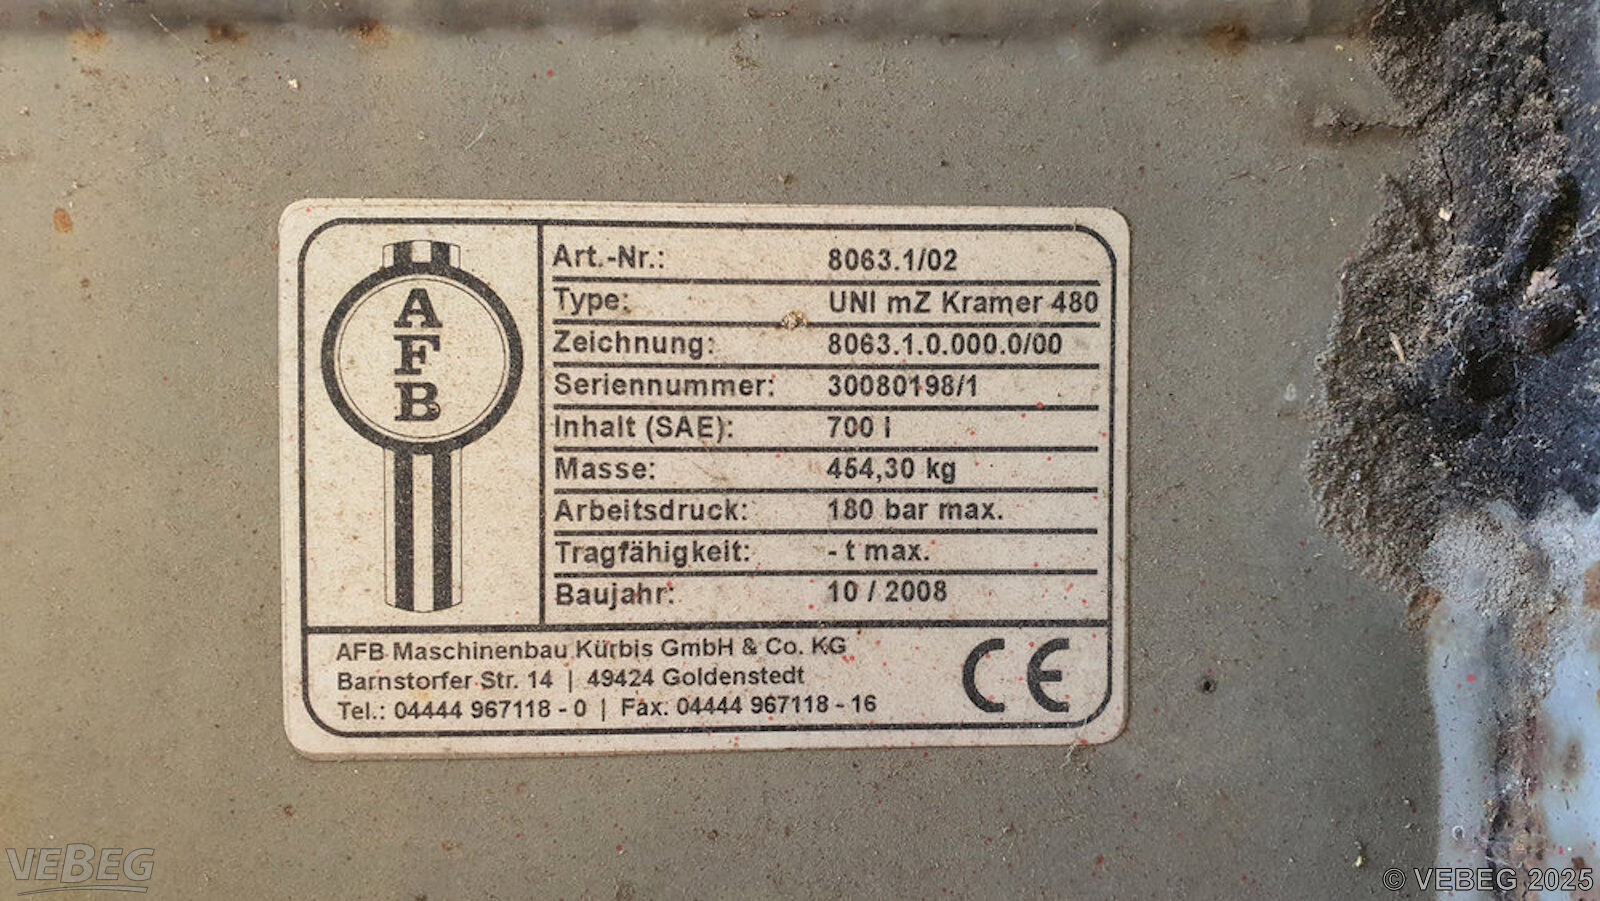 A
F
B
Art.-Nr.: 8063.1/02
Type: UNI mZ Kramer 480
Zeichnung: 8063.1.0.000.0/00
Seriennummer: 30080198/1
Inhalt (SAE): 700 l
Masse: 454,30 kg
Arbeitsdruck: 180 bar max.
Tragfähigkeit: - t max.
Baujahr: 10 / 2008
AFB Maschinenbau Kürbis GmbH & Co. KG
Barnstorfer Str. 14 | 49424 Goldenstedt
Tel.: 04444 967118 - 0 | Fax: 04444 967118 - 16
CE
VEBEG
© VEBEG 2025